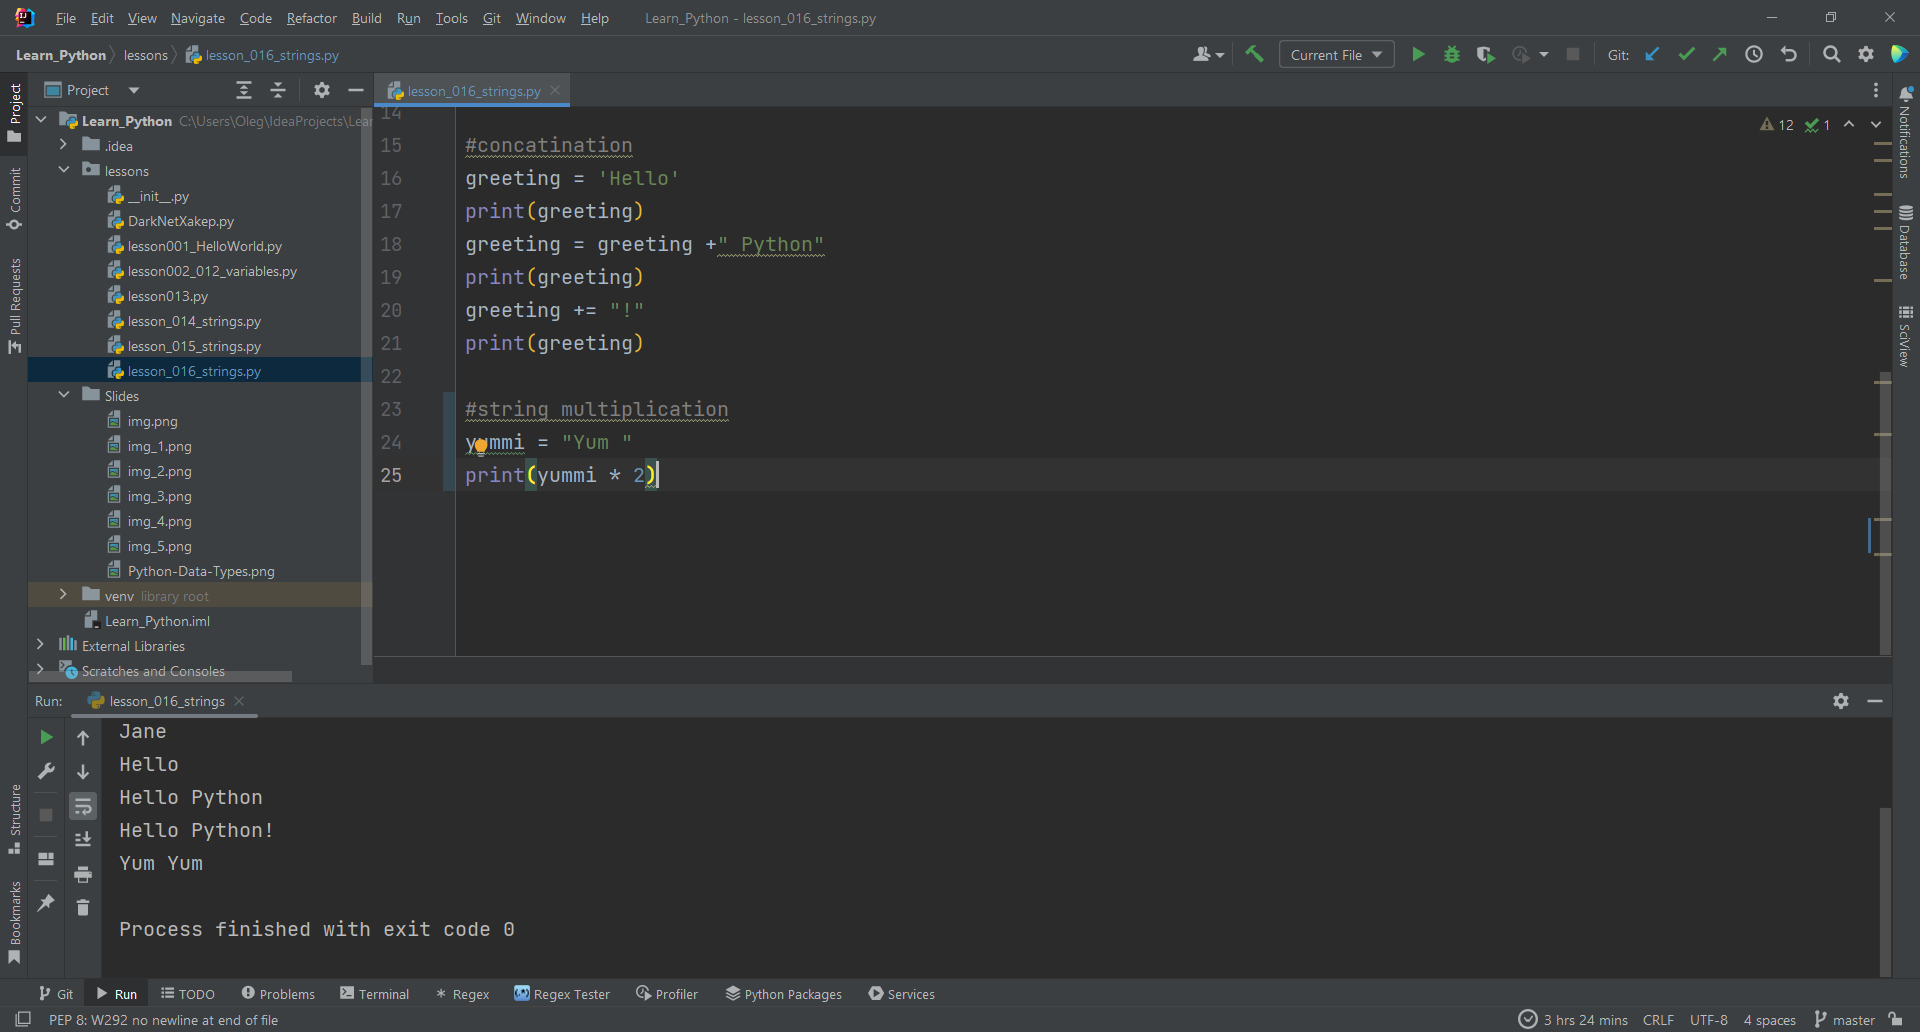 File Edit View Navigate Code Refactor Build Run Tools Git Window Help Learn_Python - lesson_016_strings.py
Learn_Python lessons lesson_016_strings.py Current File Git:
Project
Project
lesson_016_strings.py
Learn_Python C:\Users\Oleg\IdeaProjects\Lear
.idea
lessons
__init__.py
DarkNetXakep.py
lesson001_HelloWorld.py
lesson002_012_variables.py
lesson013.py
lesson_014_strings.py
lesson_015_strings.py
lesson_016_strings.py
Slides
img.png
img_1.png
img_2.png
img_3.png
img_4.png
img_5.png
Python-Data-Types.png
venv library root
Learn_Python.iml
External Libraries
Scratches and Consoles
Commit
Pull Requests
14
15 #concatination
16 greeting = 'Hello'
17 print(greeting)
18 greeting = greeting +" Python"
19 print(greeting)
20 greeting += "!"
21 print(greeting)
22
23 #string multiplication
24 yummi = "Yum "
25 print(yummi * 2)
12 1
Notifications
Database
SciView
Run: lesson_016_strings
Jane
Hello
Hello Python
Hello Python!
Yum Yum
Process finished with exit code 0
Structure
Bookmarks
Git Run TODO Problems Terminal Regex Regex Tester Profiler Python Packages Services
PEP 8: W292 no newline at end of file 3 hrs 24 mins CRLF UTF-8 4 spaces master